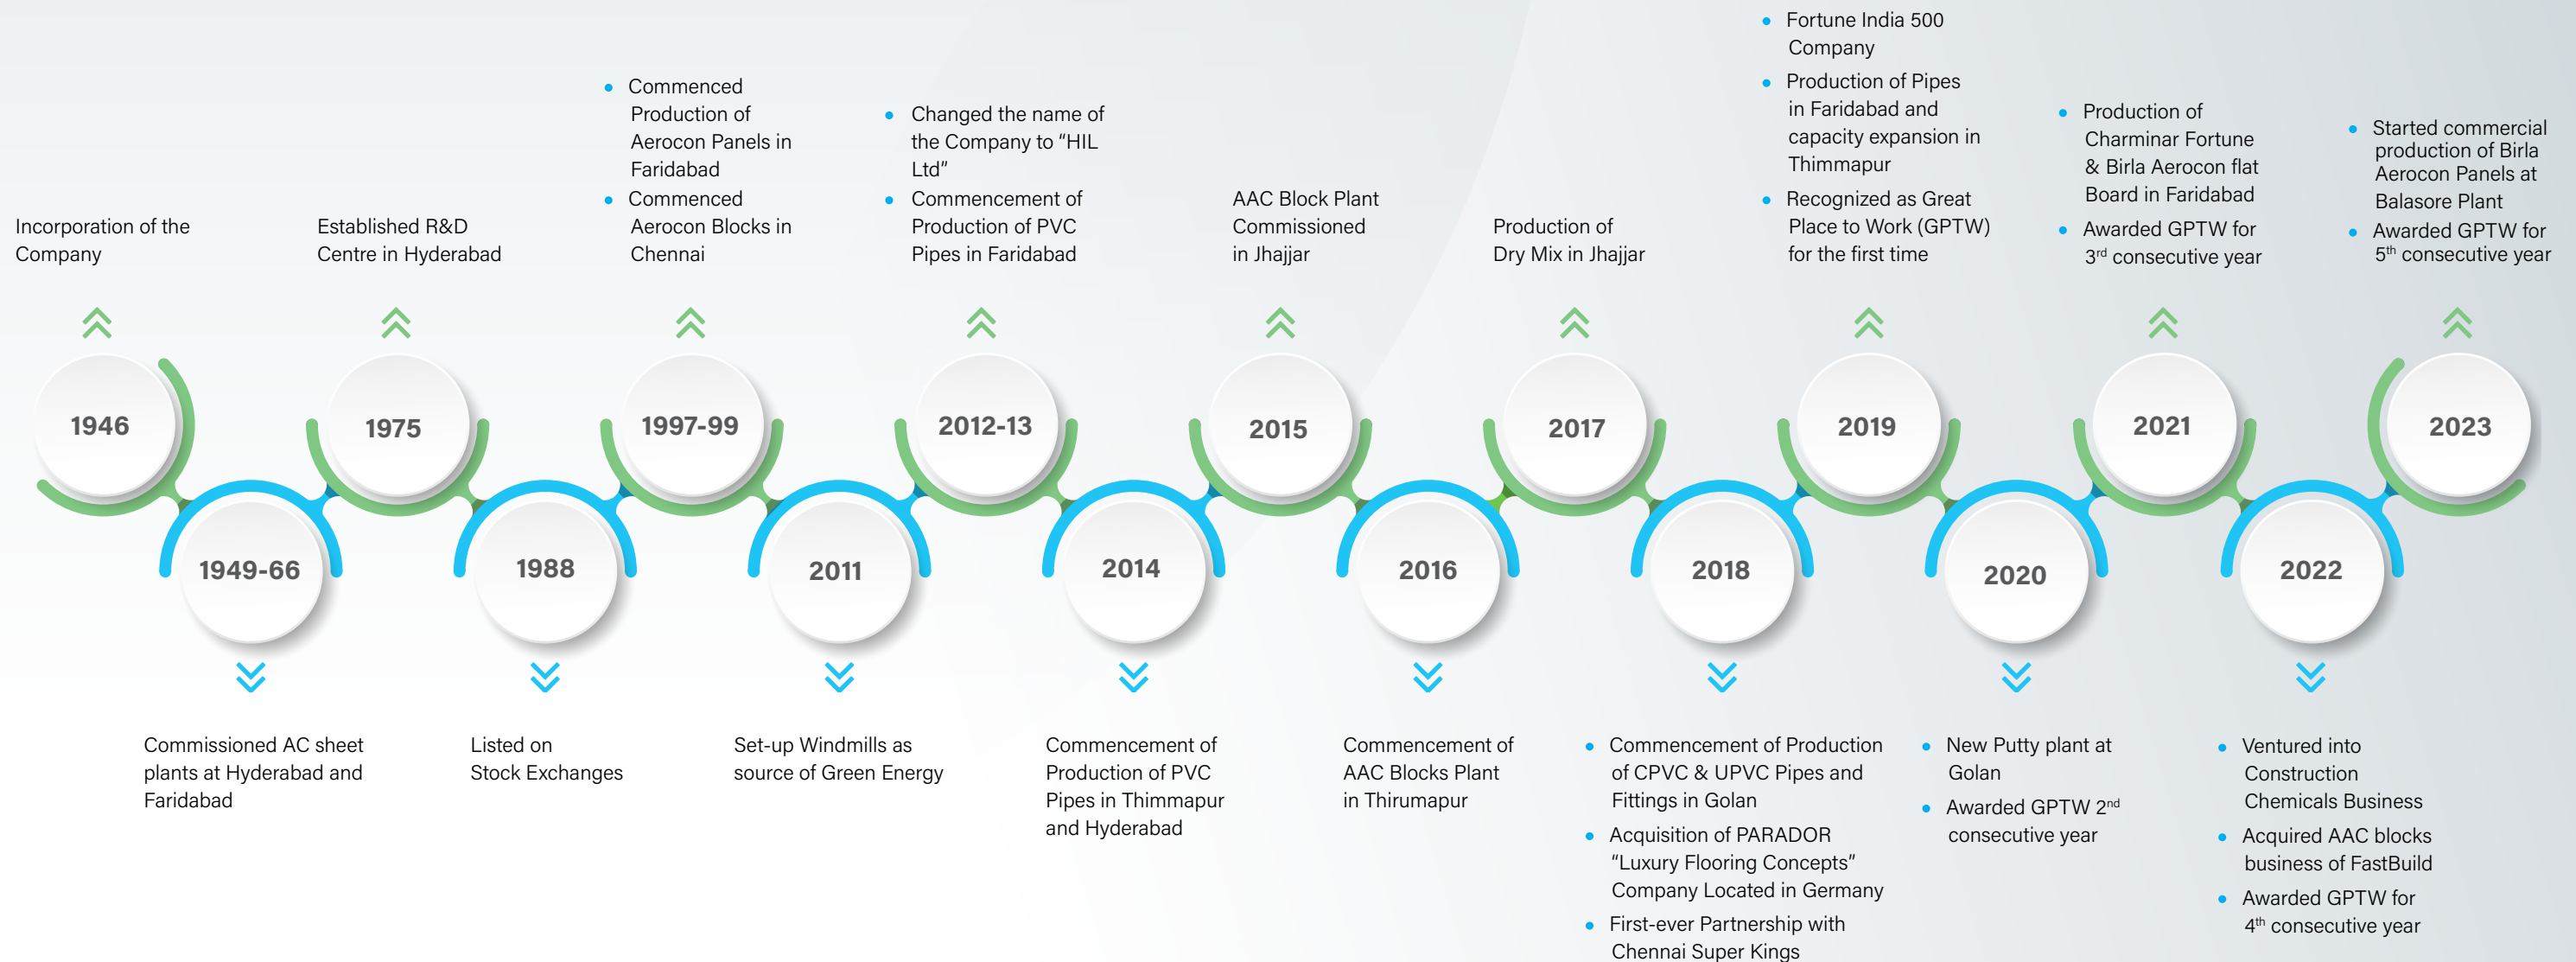 Incorporation of the
Company
1946
1949-66
Commissioned AC sheet
plants at Hyderabad and
Faridabad
Established R&D
Centre in Hyderabad
1975
1988
Listed on
Stock Exchanges
• Commenced
Production of
Aerocon Panels in
Faridabad
• Commenced
Aerocon Blocks in
Chennai
1997-99
2011
Set-up Windmills as
source of Green Energy
• Changed the name of
the Company to “HIL
Ltd”
• Commencement of
Production of PVC
Pipes in Faridabad
2012-13
2014
Commencement of
Production of PVC
Pipes in Thimmapur
and Hyderabad
AAC Block Plant
Commissioned
in Jhajjar
2015
2016
Commencement of
AAC Blocks Plant
in Thirumapur
Production of
Dry Mix in Jhajjar
2017
2018
• Commencement of Production
of CPVC & UPVC Pipes and
Fittings in Golan
• Acquisition of PARADOR
“Luxury Flooring Concepts”
Company Located in Germany
• First-ever Partnership with
Chennai Super Kings
• Fortune India 500
Company
• Production of Pipes
in Faridabad and
capacity expansion in
Thimmapur
• Recognized as Great
Place to Work (GPTW)
for the first time
2019
2020
• New Putty plant at
Golan
• Awarded GPTW 2nd
consecutive year
• Production of
Charminar Fortune
& Birla Aerocon flat
Board in Faridabad
• Awarded GPTW for
3rd consecutive year
2021
2022
• Ventured into
Construction
Chemicals Business
• Acquired AAC blocks
business of FastBuild
• Awarded GPTW for
4th consecutive year
• Started commercial
production of Birla
Aerocon Panels at
Balasore Plant
• Awarded GPTW for
5th consecutive year
2023